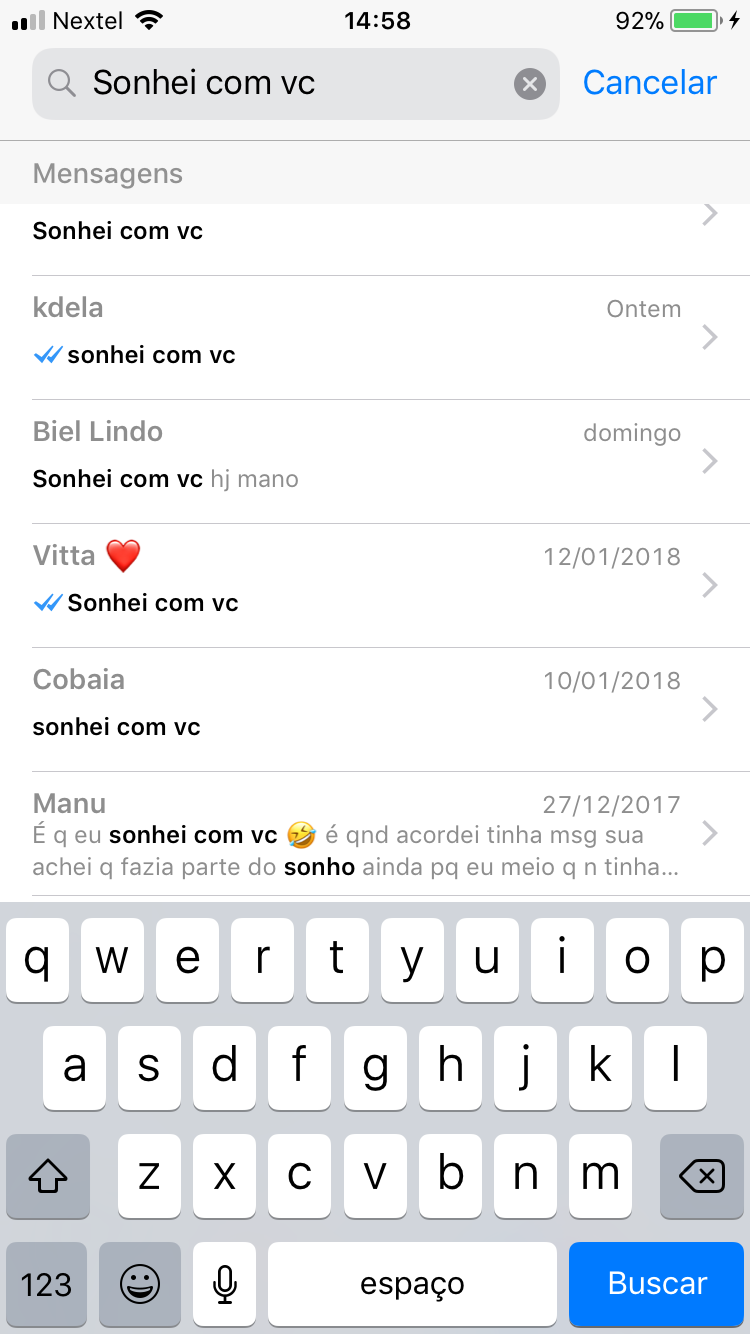 Nextel 14:58 92%
Sonhei com vc Cancelar
Mensagens
Sonhei com vc
kdela Ontem
sonhei com vc
Biel Lindo domingo
Sonhei com vc hj mano
Vitta ❤️ 12/01/2018
Sonhei com vc
Cobaia 10/01/2018
sonhei com vc
Manu 27/12/2017
É q eu sonhei com vc 🤣 é qnd acordei tinha msg sua
achei q fazia parte do sonho ainda pq eu meio q n tinha...
q w e r t y u i o p
a s d f g h j k l
z x c v b n m
123 espaço Buscar